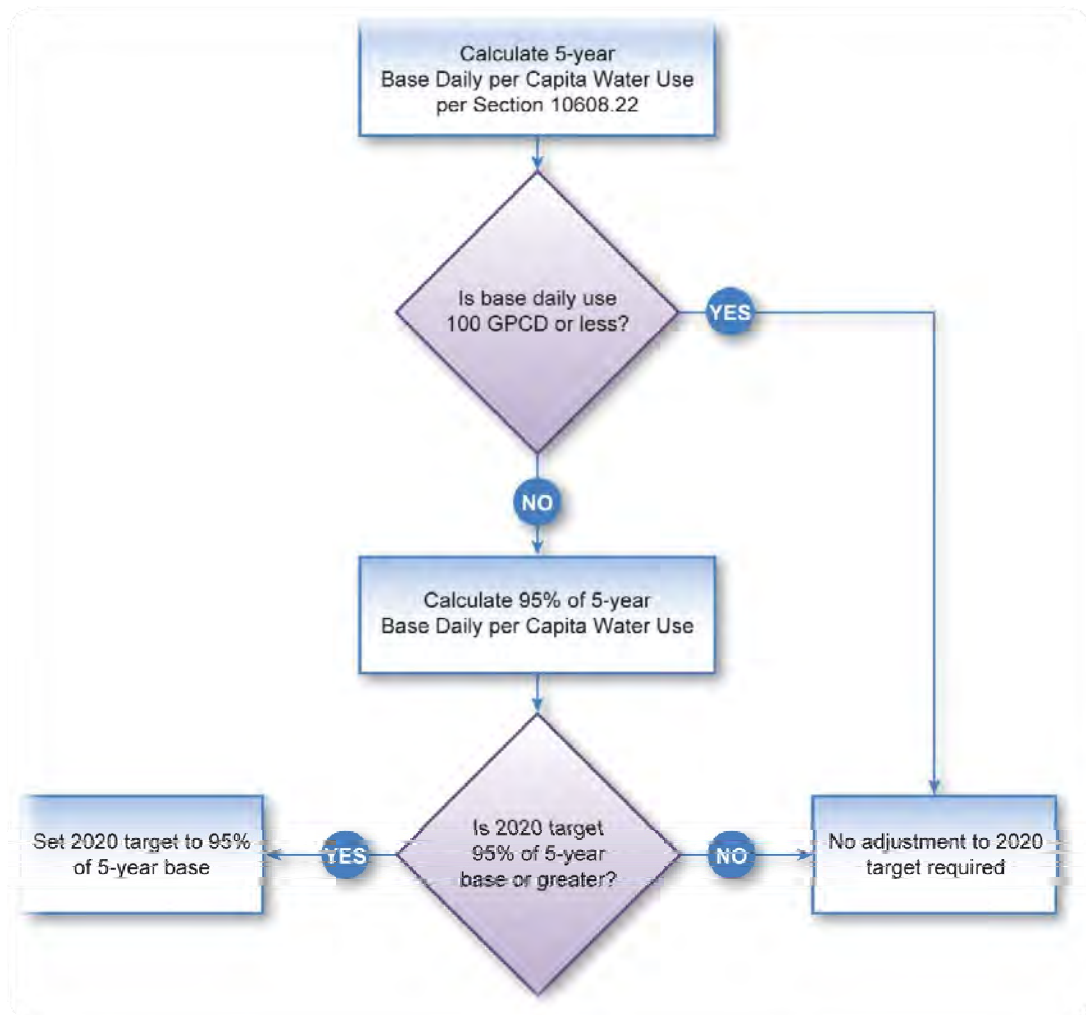 Calculate 5-year
Base Daily per Capita Water Use
per Section 10608.22
Is base daily use
100 GPCD or less?
YES
NO
Calculate 95% of 5-year
Base Daily per Capita Water Use
Is 2020 target
95% of 5-year
base or greater?
YES
Set 2020 target to 95%
of 5-year base
NO
No adjustment to 2020
target required